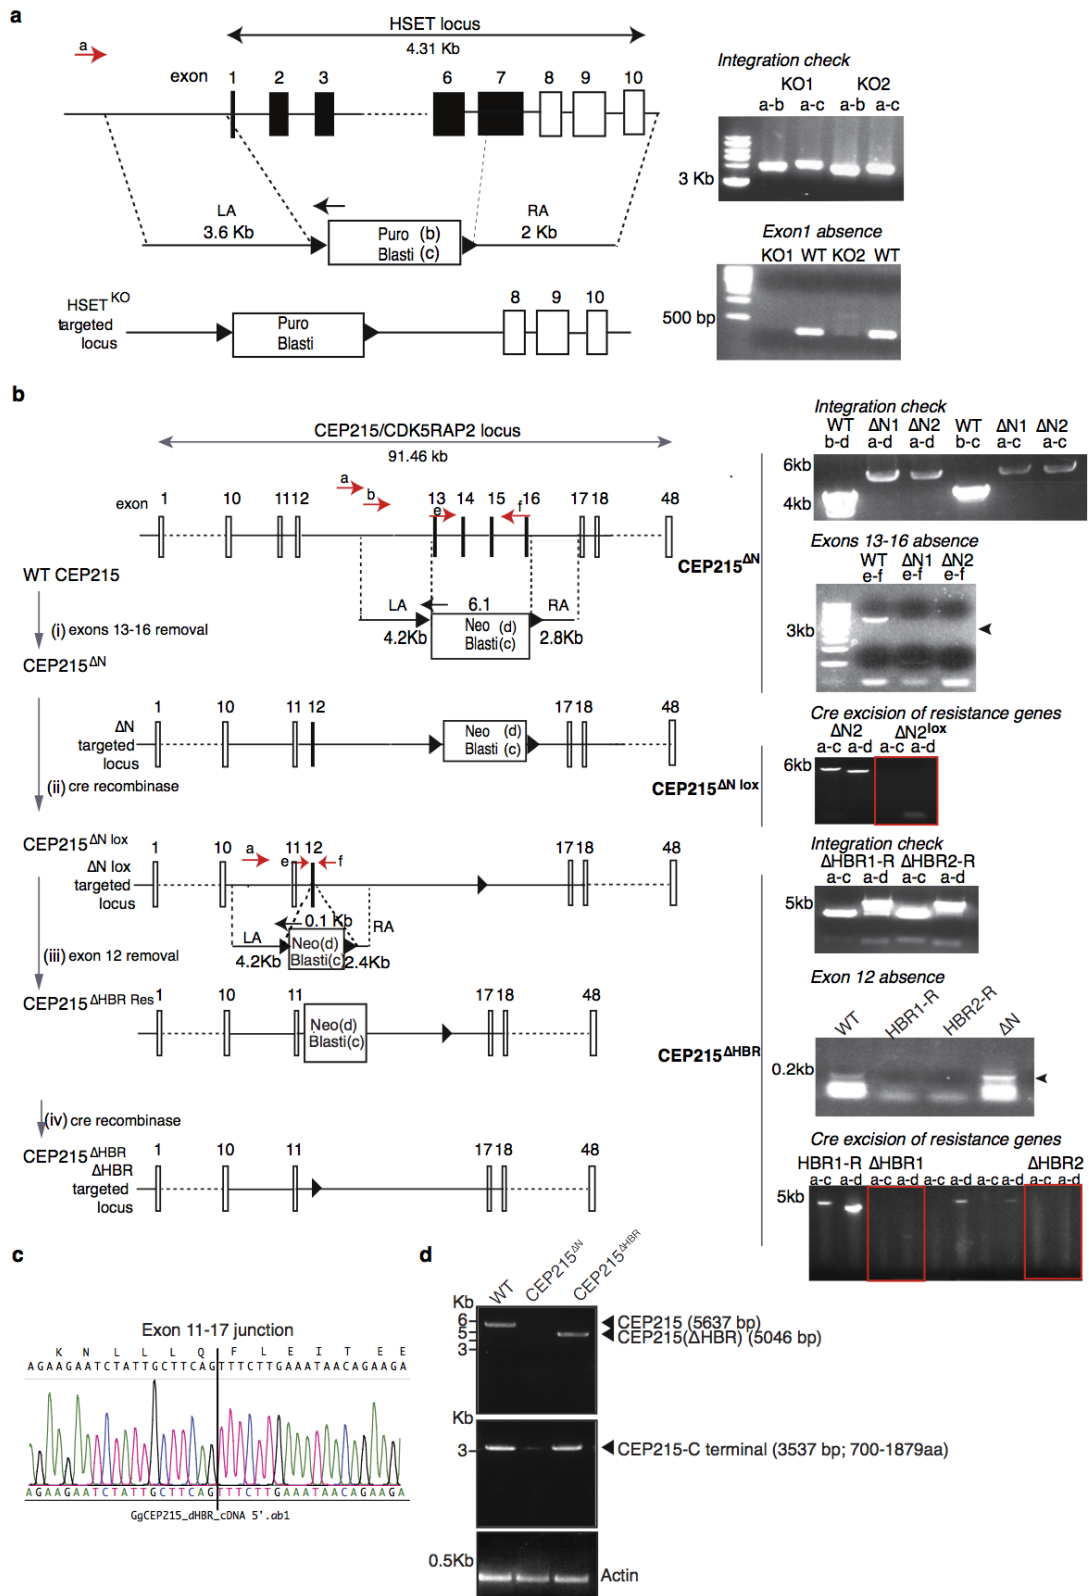 a
HSET locus
4.31 Kb
a
exon 1 2 3 6 7 8 9 10
LA
3.6 Kb
Puro (b)
Blasti (c)
RA
2 Kb
HSET KO
targeted
locus
Puro
Blasti
8 9 10
Integration check
KO1 KO2
a-b a-c a-b a-c
3 Kb
Exon1 absence
KO1 WT KO2 WT
500 bp
b
CEP215/CDK5RAP2 locus
91.46 kb
a
b
exon 1 10 11 12 13 14 15 16 17 18 48
e f
WT CEP215
CEP215ΔN
LA 6.1 RA
4.2Kb Neo (d) 2.8Kb
Blasti(c)
(i) exons 13-16 removal
CEP215ΔN
1 10 11 12 17 18 48
ΔN
targeted
locus
Neo (d)
Blasti (c)
(ii) cre recombinase
CEP215ΔN lox
CEP215ΔN lox
ΔN lox
targeted
locus
1 10 a 11 12 17 18 48
e f
0.1 Kb
LA RA
4.2Kb Neo(d) 2.4Kb
Blasti(c)
(iii) exon 12 removal
CEP215ΔHBR Res
1 10 11 17 18 48
Neo(d)
Blasti(c)
CEP215ΔHBR
(iv) cre recombinase
CEP215ΔHBR
ΔHBR
targeted
locus
1 10 11 17 18 48
Integration check
WT ΔN1 ΔN2 WT ΔN1 ΔN2
b-d a-d a-d b-c a-c a-c
6kb
4kb
Exons 13-16 absence
WT ΔN1 ΔN2
e-f e-f e-f
3kb
Cre excision of resistance genes
ΔN2 ΔN2lox
a-c a-d a-c a-d
6kb
Integration check
ΔHBR1-R ΔHBR2-R
a-c a-d a-c a-d
5kb
Exon 12 absence
WT HBR1-R HBR2-R ΔN
0.2kb
Cre excision of resistance genes
HBR1-R ΔHBR1 ΔHBR2
a-c a-d a-c a-d a-c a-d a-c a-d a-c a-d
5kb
c
Exon 11-17 junction
K N L L L Q F L E I T E E
AGAAGAATCTATTGCTTCAGTTTCTTGAAATAACAGAAGA
AGAAGAATCTATTGCTTCAGTTTCTTGAAATAACAGAAGA
GgCEP215_dHBR_cDNA 5'.ab1
d
WT CEP215ΔN CEP215ΔHBR
Kb
6
5
3
CEP215 (5637 bp)
CEP215(ΔHBR) (5046 bp)
Kb
3
CEP215-C terminal (3537 bp; 700-1879aa)
0.5Kb
Actin